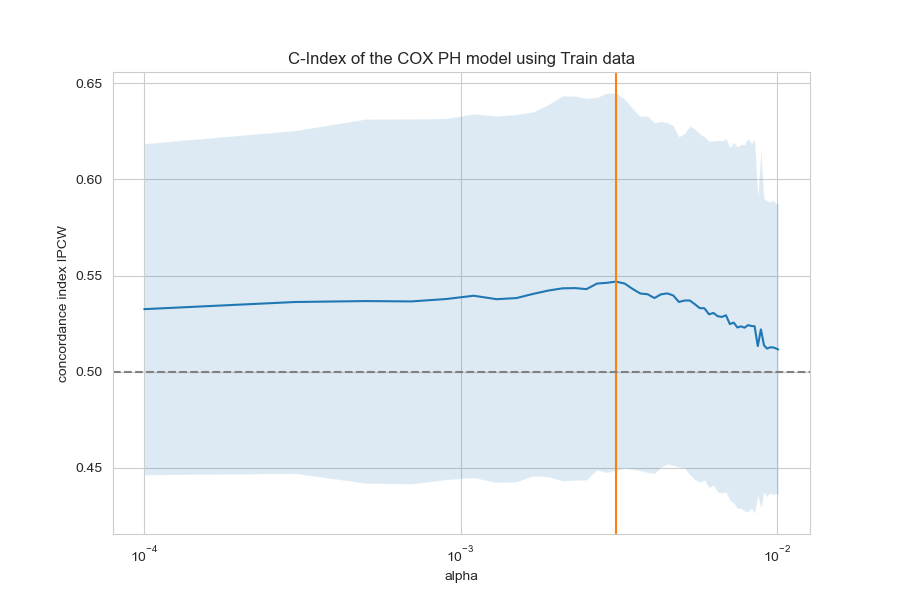 C-Index of the COX PH model using Train data
concordance index IPCW
0.65
0.60
0.55
0.50
0.45
10⁻⁴
10⁻³
10⁻²
alpha